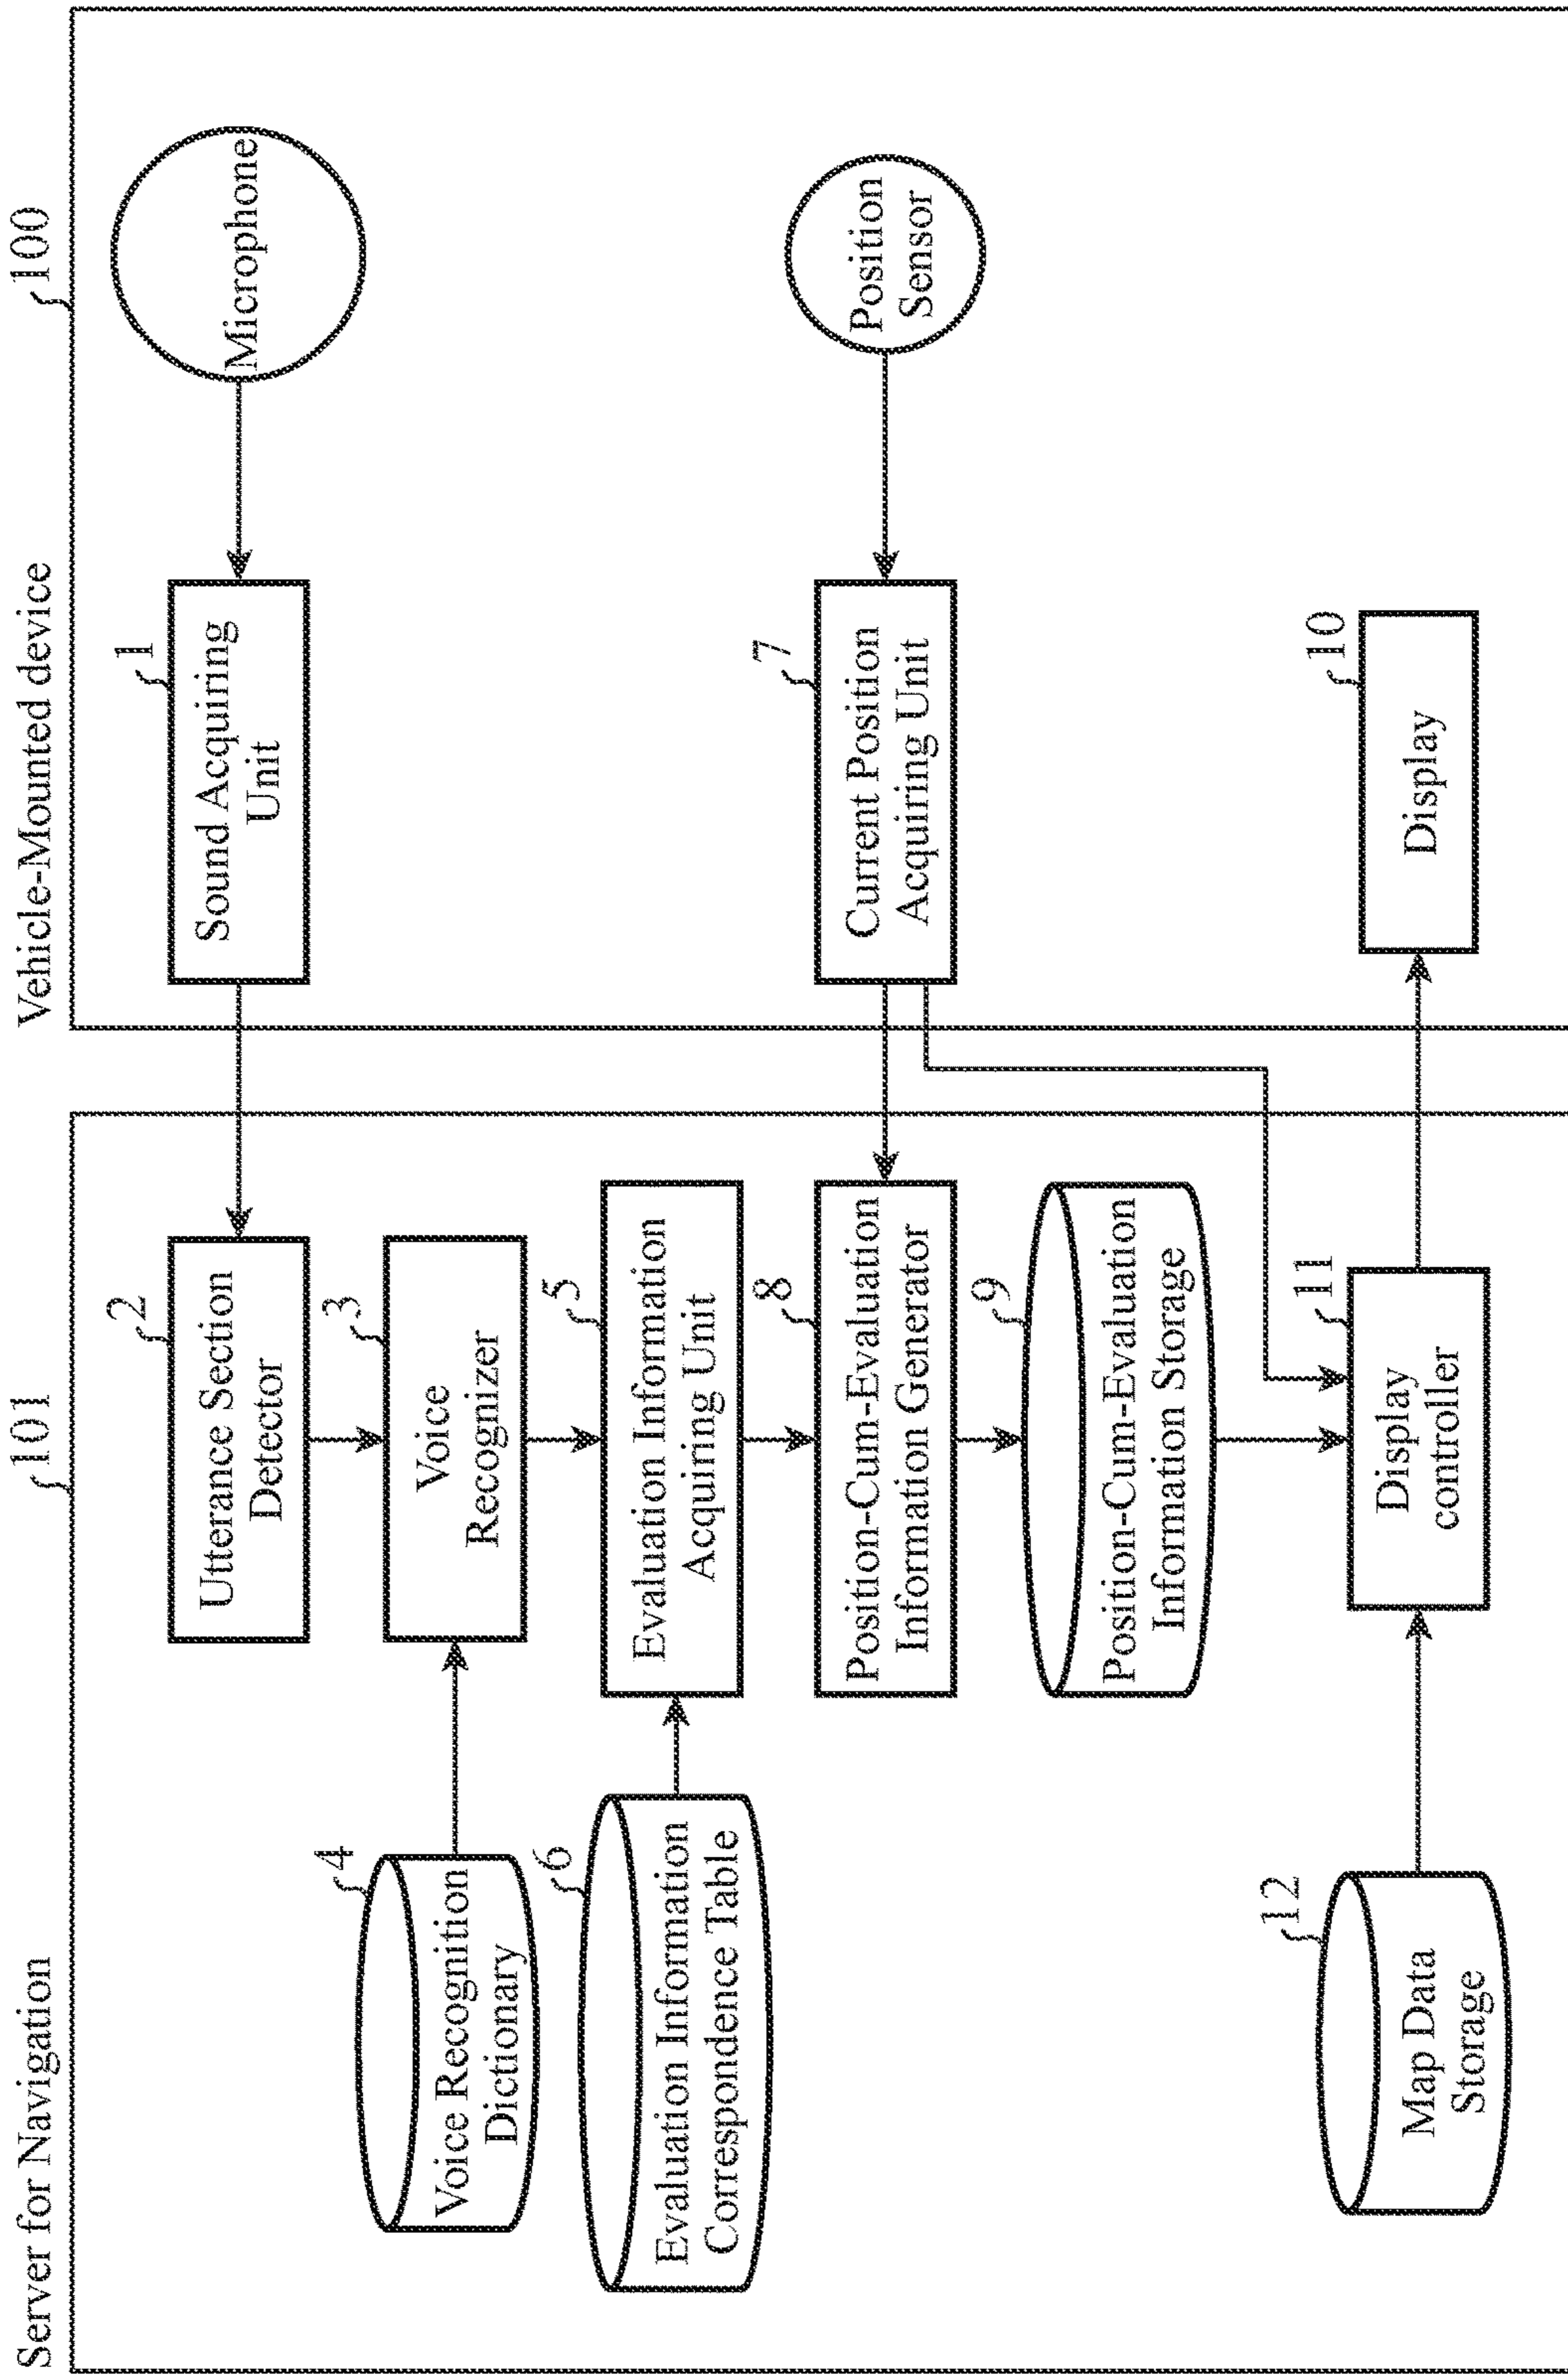 Server for Navigation
101
Vehicle-Mounted device
100
2
Utterance Section
Detector
1
Sound Acquiring
Unit
Microphone
4
Voice Recognition
Dictionary
3
Voice
Recognizer
6
Evaluation Information
Correspondence Table
5
Evaluation Information
Acquiring Unit
8
Position-Cum-Evaluation
Information Generator
7
Current Position
Acquiring Unit
Position
Sensor
9
Position-Cum-Evaluation
Information Storage
12
Map Data
Storage
11
Display
controller
10
Display